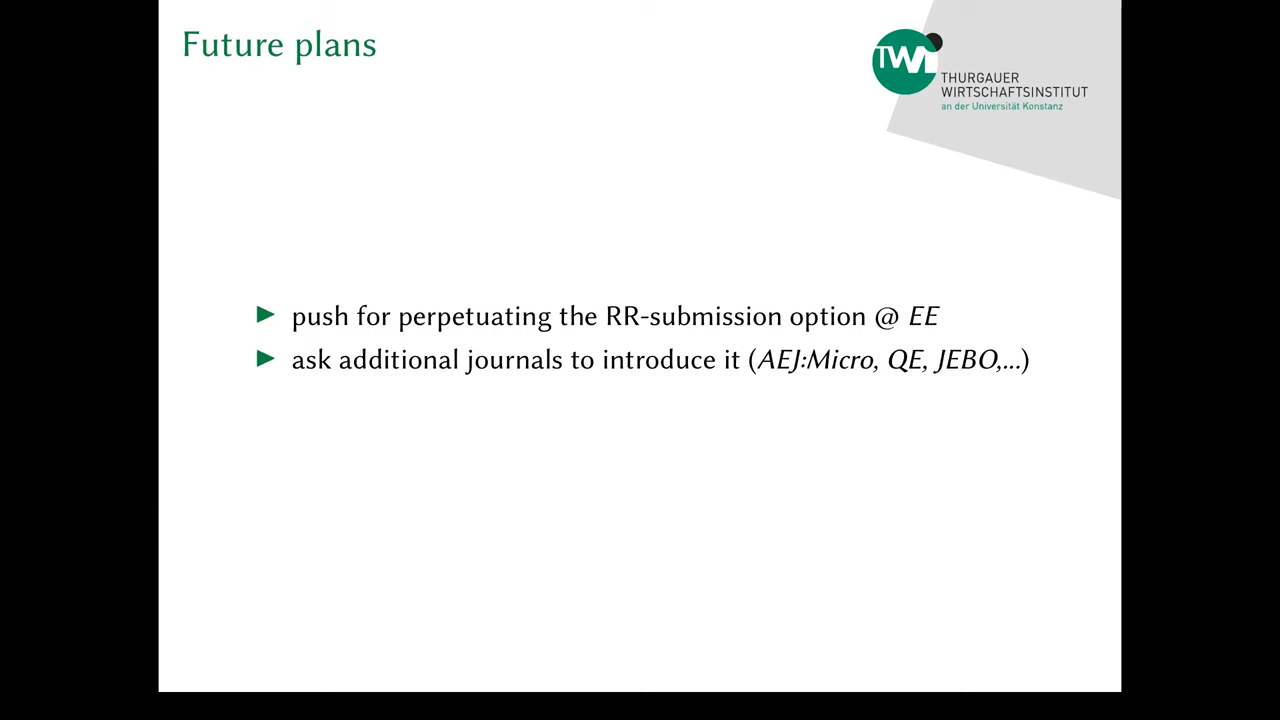 Future plans
TWI
THURGAUER
WIRTSCHAFTSINSTITUT
an der Universität Konstanz
push for perpetuating the RR-submission option @ EE
ask additional journals to introduce it (AEJ:Micro, QE, JEBO,...)